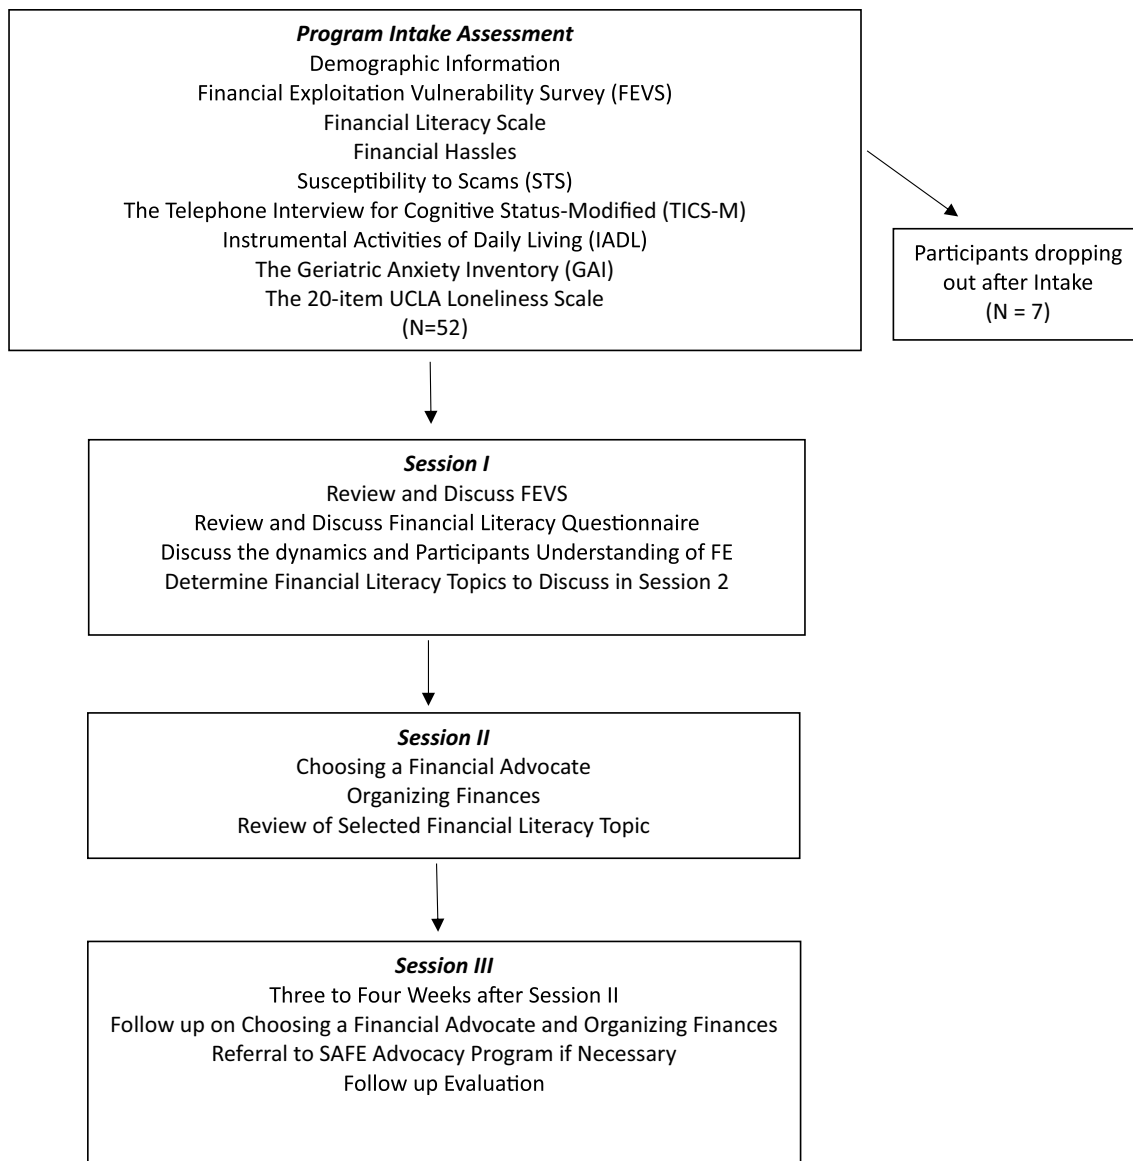 Program Intake Assessment
Demographic Information
Financial Exploitation Vulnerability Survey (FEVS)
Financial Literacy Scale
Financial Hassles
Susceptibility to Scams (STS)
The Telephone Interview for Cognitive Status-Modified (TICS-M)
Instrumental Activities of Daily Living (IADL)
The Geriatric Anxiety Inventory (GAI)
The 20-item UCLA Loneliness Scale
(N=52)
Participants dropping
out after Intake
(N = 7)
Session I
Review and Discuss FEVS
Review and Discuss Financial Literacy Questionnaire
Discuss the dynamics and Participants Understanding of FE
Determine Financial Literacy Topics to Discuss in Session 2
Session II
Choosing a Financial Advocate
Organizing Finances
Review of Selected Financial Literacy Topic
Session III
Three to Four Weeks after Session II
Follow up on Choosing a Financial Advocate and Organizing Finances
Referral to SAFE Advocacy Program if Necessary
Follow up Evaluation